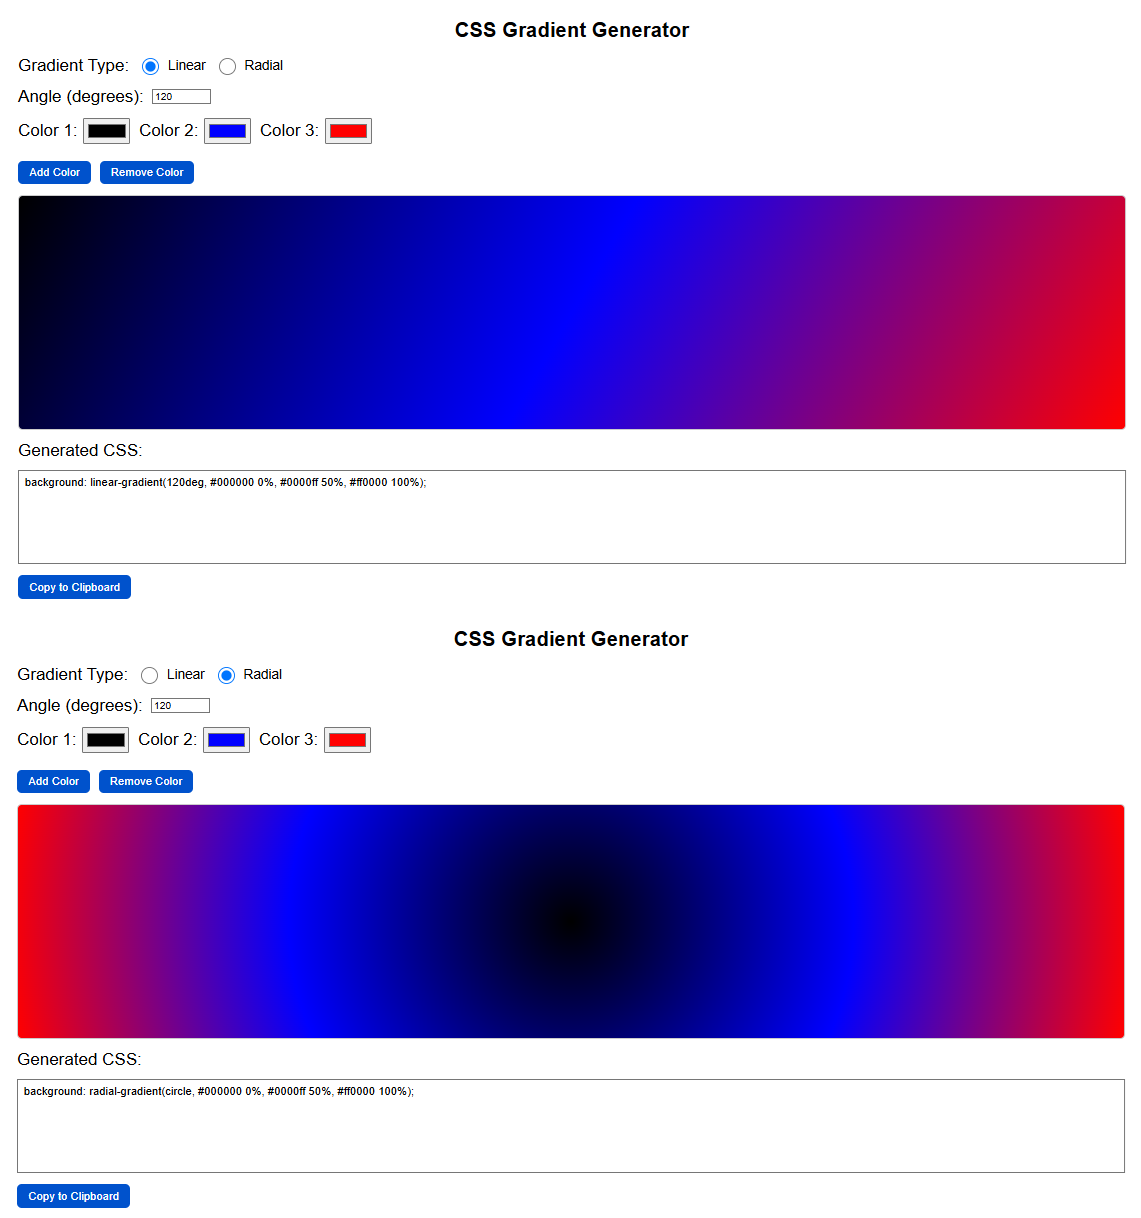 CSS Gradient Generator
Gradient Type: Linear Radial
Angle (degrees): 120
Color 1: Color 2: Color 3:
Add Color Remove Color
Generated CSS:
background: linear-gradient(120deg, #000000 0%, #0000ff 50%, #ff0000 100%);
Copy to Clipboard
CSS Gradient Generator
Gradient Type: Linear Radial
Angle (degrees): 120
Color 1: Color 2: Color 3:
Add Color Remove Color
Generated CSS:
background: radial-gradient(circle, #000000 0%, #0000ff 50%, #ff0000 100%);
Copy to Clipboard